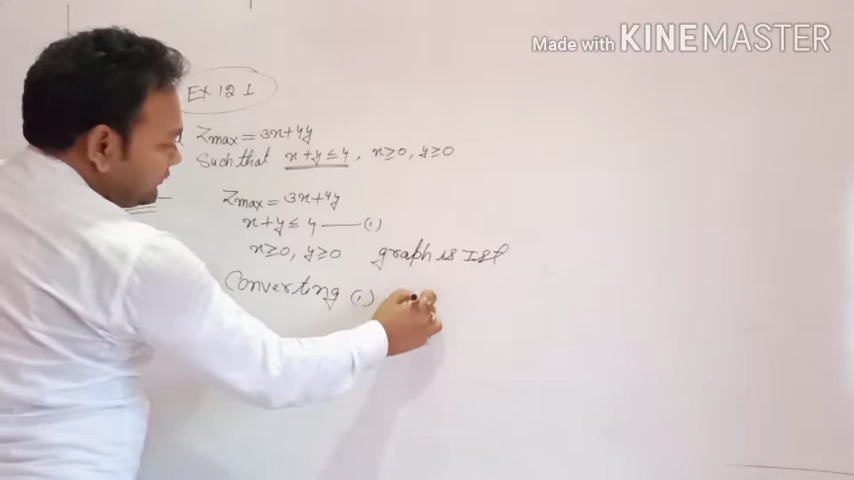 Made with KINEMASTER
Ex 12 1
Zmax = 3x+4y
Such that x+y≤4, x≥0, y≥0
Zmax = 3x+4y
x+y≤4 —— (1)
x≥0, y≥0 graph is Ist
Converting (1)